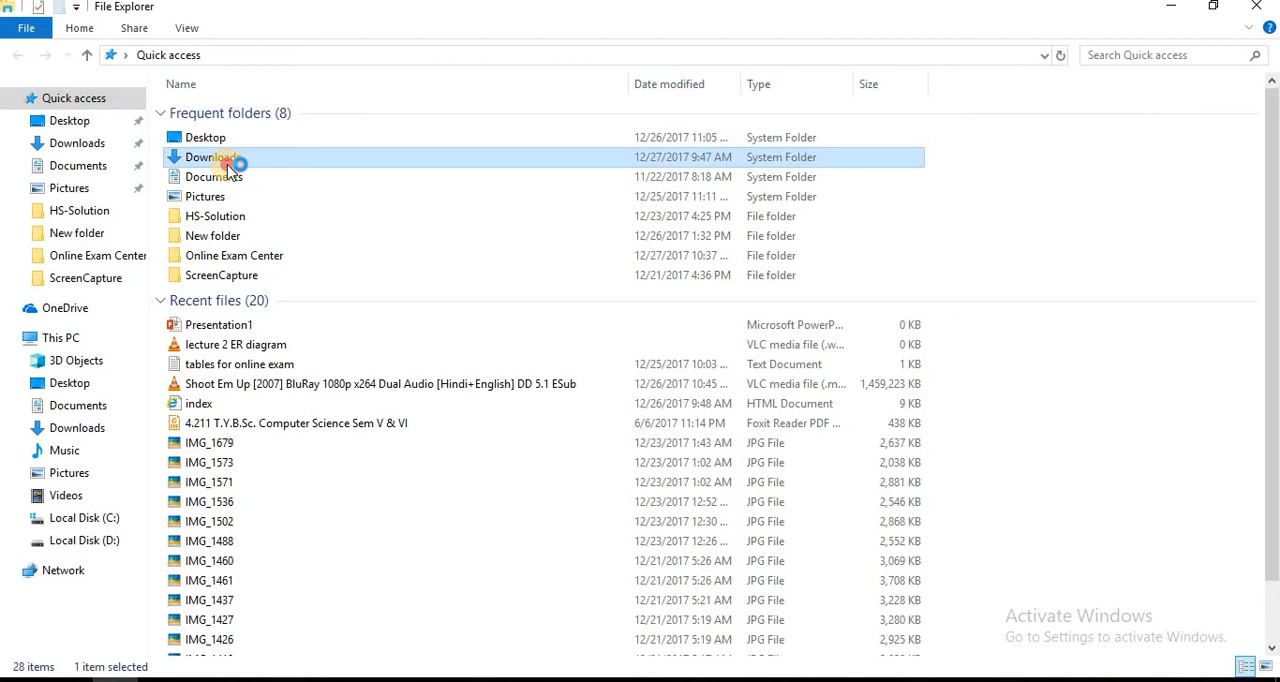 File Explorer
File Home Share View
Quick access
Search Quick access
Name Date modified Type Size
Quick access
Desktop
Downloads
Documents
Pictures
HS-Solution
New folder
Online Exam Center
ScreenCapture
OneDrive
This PC
3D Objects
Desktop
Documents
Downloads
Music
Pictures
Videos
Local Disk (C:)
Local Disk (D:)
Network
Frequent folders (8)
Desktop 12/26/2017 11:05 ... System Folder
Downloads 12/27/2017 9:47 AM System Folder
Documents 11/22/2017 8:18 AM System Folder
Pictures 12/25/2017 11:11 ... System Folder
HS-Solution 12/23/2017 4:25 PM File folder
New folder 12/26/2017 1:32 PM File folder
Online Exam Center 12/27/2017 10:37 ... File folder
ScreenCapture 12/21/2017 4:36 PM File folder
Recent files (20)
Presentation1 Microsoft PowerP... 0 KB
lecture 2 ER diagram VLC media file (.w... 0 KB
tables for online exam 12/25/2017 10:03 ... Text Document 1 KB
Shoot Em Up [2007] BluRay 1080p x264 Dual Audio [Hindi+English] DD 5.1 ESub 12/26/2017 10:45 ... VLC media file (.m... 1,459,223 KB
index 12/26/2017 9:48 AM HTML Document 9 KB
4.211 T.Y.B.Sc. Computer Science Sem V & VI 6/6/2017 11:14 PM Foxit Reader PDF ... 438 KB
IMG_1679 12/23/2017 1:43 AM JPG File 2,637 KB
IMG_1573 12/23/2017 1:02 AM JPG File 2,038 KB
IMG_1571 12/23/2017 1:02 AM JPG File 2,881 KB
IMG_1536 12/23/2017 12:52 ... JPG File 2,546 KB
IMG_1502 12/23/2017 12:30 ... JPG File 2,868 KB
IMG_1488 12/23/2017 12:26 ... JPG File 2,552 KB
IMG_1460 12/21/2017 5:26 AM JPG File 3,069 KB
IMG_1461 12/21/2017 5:26 AM JPG File 3,708 KB
IMG_1437 12/21/2017 5:21 AM JPG File 3,228 KB
IMG_1427 12/21/2017 5:19 AM JPG File 3,280 KB
IMG_1426 12/21/2017 5:19 AM JPG File 2,925 KB
Activate Windows
Go to Settings to activate Windows.
28 items 1 item selected